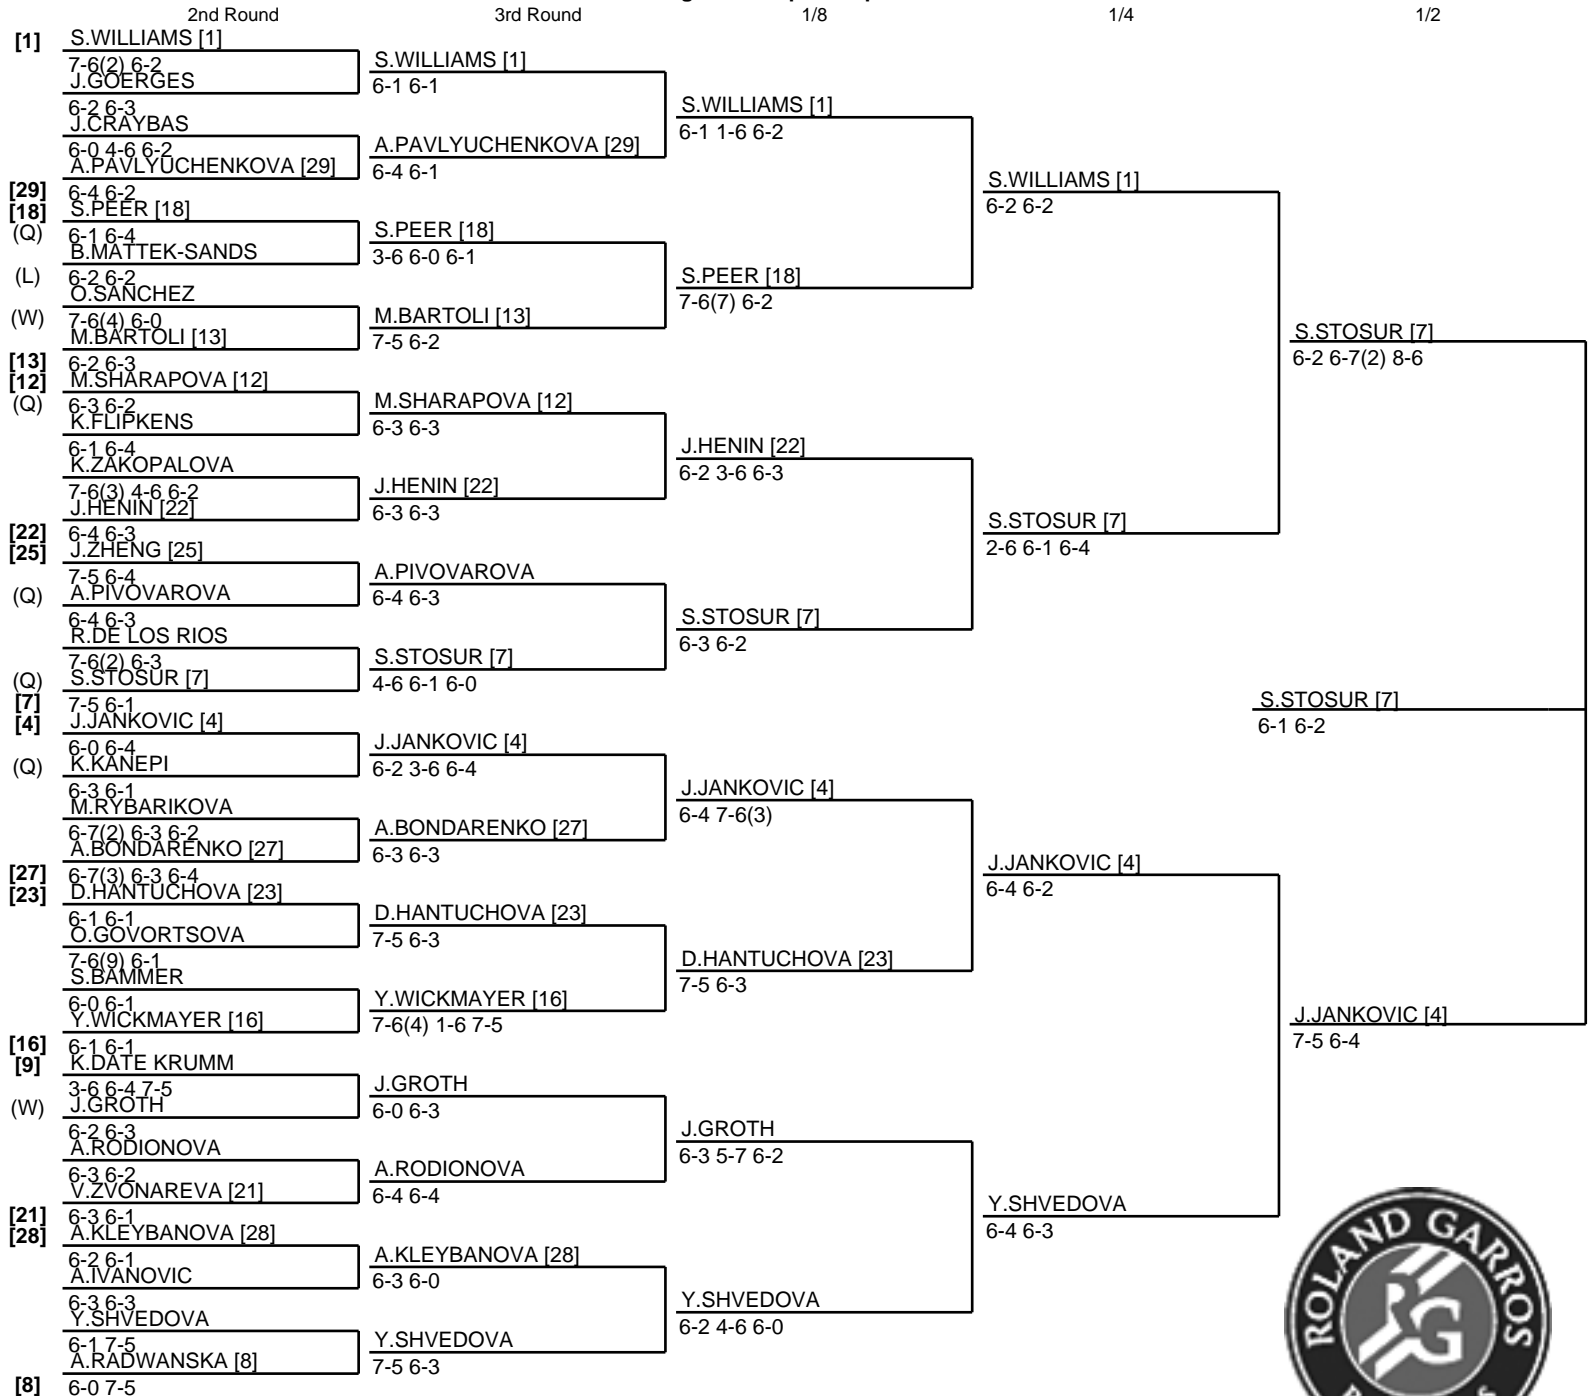 2nd Round 3rd Round 1/8 1/4 1/2
[1] S.WILLIAMS [1]
7-6(2) 6-2
J.GOERGES
6-2 6-3
J.CRAYBAS
6-0 4-6 6-2
A.PAVLYUCHENKOVA [29]
[29] 6-4 6-2
[18] S.PEER [18]
(Q) 6-1 6-4
B.MATTEK-SANDS
(L) 6-2 6-2
O.SANCHEZ
(W) 7-6(4) 6-0
M.BARTOLI [13]
[13] 6-2 6-3
[12] M.SHARAPOVA [12]
(Q) 6-3 6-2
K.FLIPKENS
6-1 6-4
K.ZAKOPALOVA
7-6(3) 4-6 6-2
J.HENIN [22]
[22] 6-4 6-3
[25] J.ZHENG [25]
7-5 6-4
(Q) A.PIVOVAROVA
6-4 6-3
R.DE LOS RIOS
7-6(2) 6-3
(Q) S.STOSUR [7]
[7] 7-5 6-1
[4] J.JANKOVIC [4]
6-0 6-4
(Q) K.KANEPI
6-3 6-1
M.RYBARIKOVA
6-7(2) 6-3 6-2
A.BONDARENKO [27]
[27] 6-7(3) 6-3 6-4
[23] D.HANTUCHOVA [23]
6-1 6-1
O.GOVORTSOVA
7-6(9) 6-1
S.BAMMER
6-0 6-1
Y.WICKMAYER [16]
[16] 6-1 6-1
[9] K.DATE KRUMM
3-6 6-4 7-5
(W) J.GROTH
6-2 6-3
A.RODIONOVA
6-3 6-2
V.ZVONAREVA [21]
[21] 6-3 6-1
[28] A.KLEYBANOVA [28]
6-2 6-1
A.IVANOVIC
6-3 6-3
Y.SHVEDOVA
6-1 7-5
A.RADWANSKA [8]
[8] 6-0 7-5
S.WILLIAMS [1]
6-1 6-1
A.PAVLYUCHENKOVA [29]
6-4 6-1
S.PEER [18]
3-6 6-0 6-1
M.BARTOLI [13]
7-5 6-2
M.SHARAPOVA [12]
6-3 6-3
J.HENIN [22]
6-3 6-3
A.PIVOVAROVA
6-4 6-3
S.STOSUR [7]
4-6 6-1 6-0
J.JANKOVIC [4]
6-2 3-6 6-4
A.BONDARENKO [27]
6-3 6-3
D.HANTUCHOVA [23]
7-5 6-3
Y.WICKMAYER [16]
7-6(4) 1-6 7-5
J.GROTH
6-0 6-3
A.RODIONOVA
6-4 6-4
A.KLEYBANOVA [28]
6-3 6-0
Y.SHVEDOVA
7-5 6-3
S.WILLIAMS [1]
6-1 1-6 6-2
S.PEER [18]
7-6(7) 6-2
J.HENIN [22]
6-2 3-6 6-3
S.STOSUR [7]
6-3 6-2
J.JANKOVIC [4]
6-4 7-6(3)
D.HANTUCHOVA [23]
7-5 6-3
J.GROTH
6-3 5-7 6-2
Y.SHVEDOVA
6-2 4-6 6-0
S.WILLIAMS [1]
6-2 6-2
S.STOSUR [7]
2-6 6-1 6-4
J.JANKOVIC [4]
6-4 6-2
Y.SHVEDOVA
6-4 6-3
S.STOSUR [7]
6-2 6-7(2) 8-6
J.JANKOVIC [4]
7-5 6-4
S.STOSUR [7]
6-1 6-2
ROLAND GARROS
RG